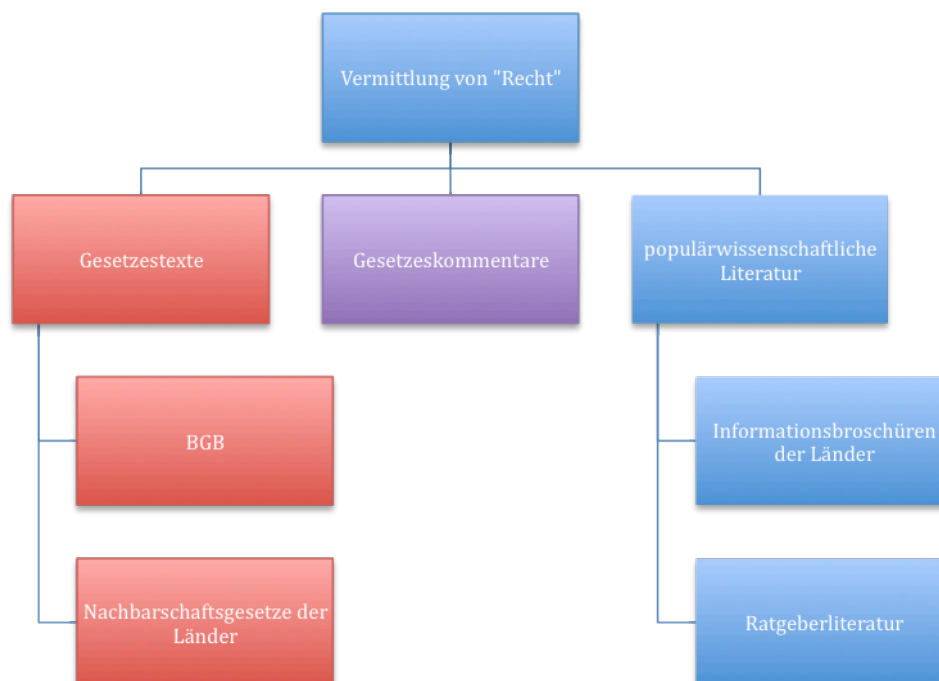 Vermittlung von "Recht"
Gesetzestexte
Gesetzeskommentare
populärwissenschaftliche
Literatur
BGB
Informationsbroschüren
der Länder
Nachbarschaftsgesetze der
Länder
Ratgeberliteratur